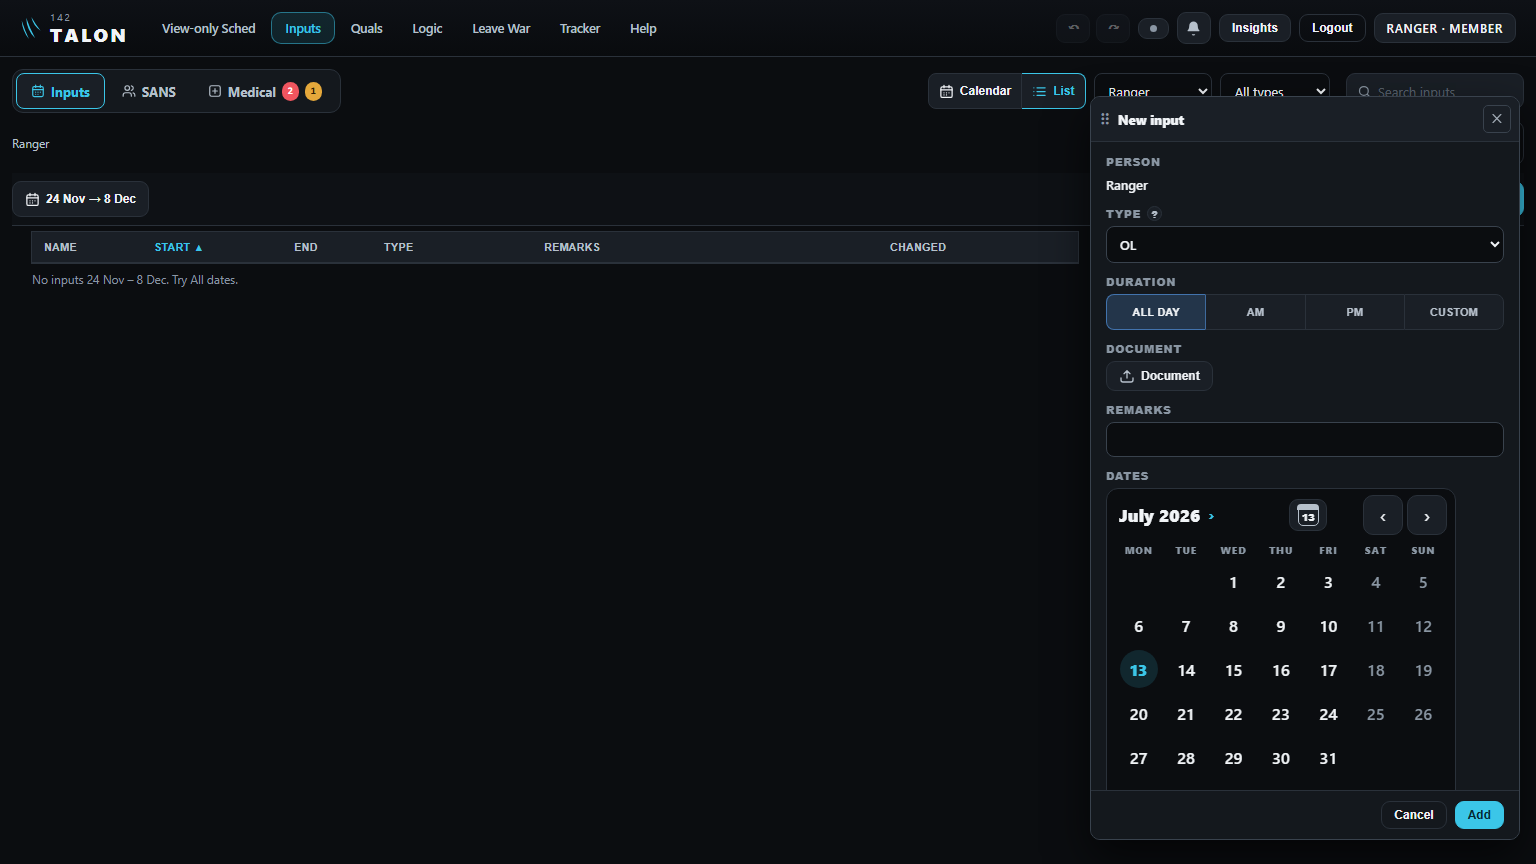 142
TALON
View-only Sched
Inputs
Quals
Logic
Leave War
Tracker
Help
Insights
Logout
RANGER · MEMBER
Inputs
SANS
Medical 2 1
Calendar
List
Ranger
All types
Search inputs
Ranger
24 Nov → 8 Dec
NAME START ▲ END TYPE REMARKS CHANGED
No inputs 24 Nov – 8 Dec. Try All dates.
New input
PERSON
Ranger
TYPE ?
OL
DURATION
ALL DAY AM PM CUSTOM
DOCUMENT
Document
REMARKS
DATES
July 2026 ›
13
‹ ›
MON TUE WED THU FRI SAT SUN
1 2 3 4 5
6 7 8 9 10 11 12
13 14 15 16 17 18 19
20 21 22 23 24 25 26
27 28 29 30 31
Cancel
Add